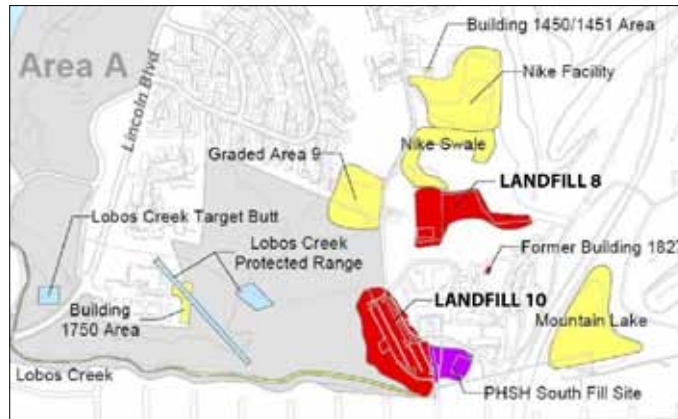 Building 1450/1451 Area
Area A
Nike Facility
Lincoln Blvd
Nike Swale
Graded Area 9
LANDFILL 8
Lobos Creek Target Butt
Lobos Creek
Protected Range
Former Building 1827
LANDFILL 10
Building
1750 Area
Mountain Lake
Lobos Creek
PHSH South Fill Site